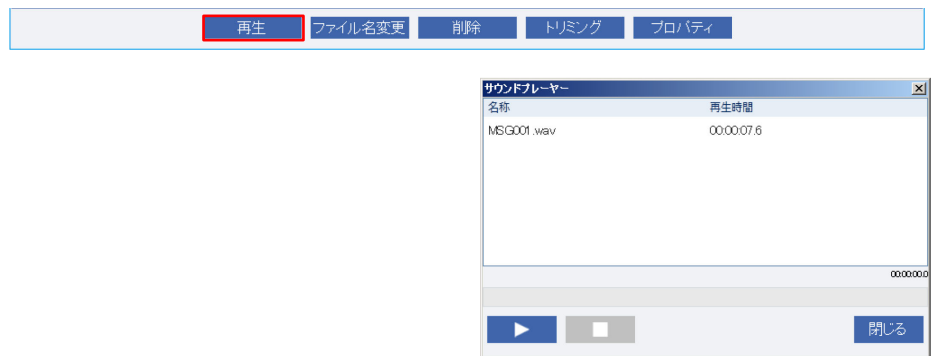 再生 ファイル名変更 削除 トリミング プロパティ
サウンドプレーヤー
名称 再生時間
MSG001.wav 00:00:07.6
00:00:00.0
閉じる